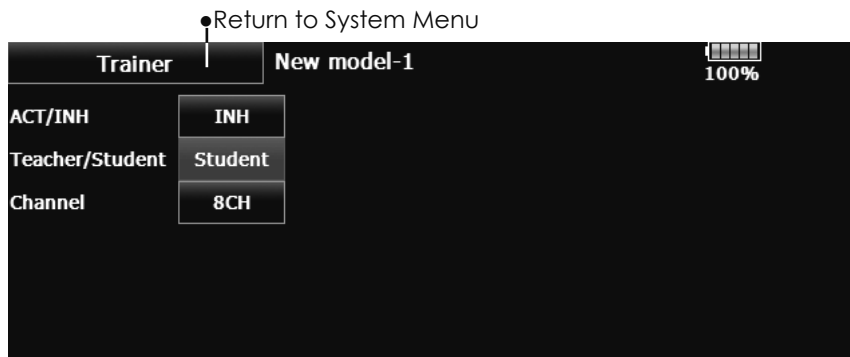 Return to System Menu
Trainer New model-1 100%
ACT/INH INH
Teacher/Student Student
Channel 8CH